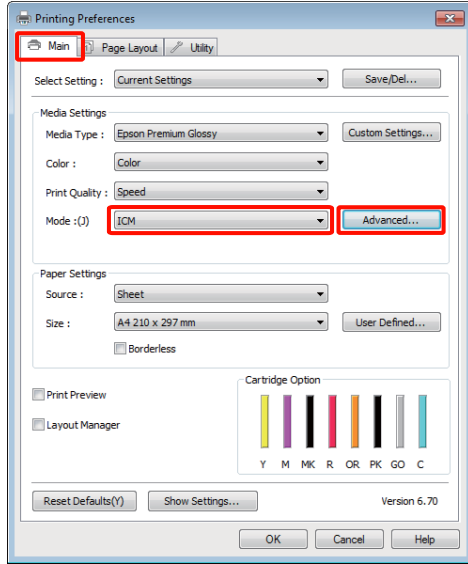 Printing Preferences
Main Page Layout Utility
Select Setting : Current Settings Save/Del...
Media Settings
Media Type : Epson Premium Glossy Custom Settings...
Color : Color
Print Quality : Speed
Mode :(J) ICM Advanced...
Paper Settings
Source : Sheet
Size : A4 210 x 297 mm User Defined...
Borderless
Print Preview
Layout Manager
Cartridge Option
Y M MK R OR PK GO C
Reset Defaults(Y) Show Settings... Version 6.70
OK Cancel Help